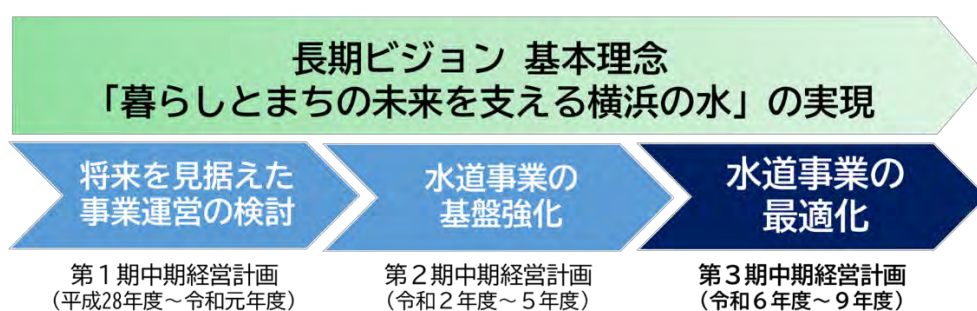 長期ビジョン 基本理念
「暮らしとまちの未来を支える横浜の水」の実現
将来を見据えた
事業運営の検討
水道事業の
基盤強化
水道事業の
最適化
第１期中期経営計画
（平成28年度～令和元年度）
第２期中期経営計画
（令和２年度～５年度）
第３期中期経営計画
（令和６年度～９年度）